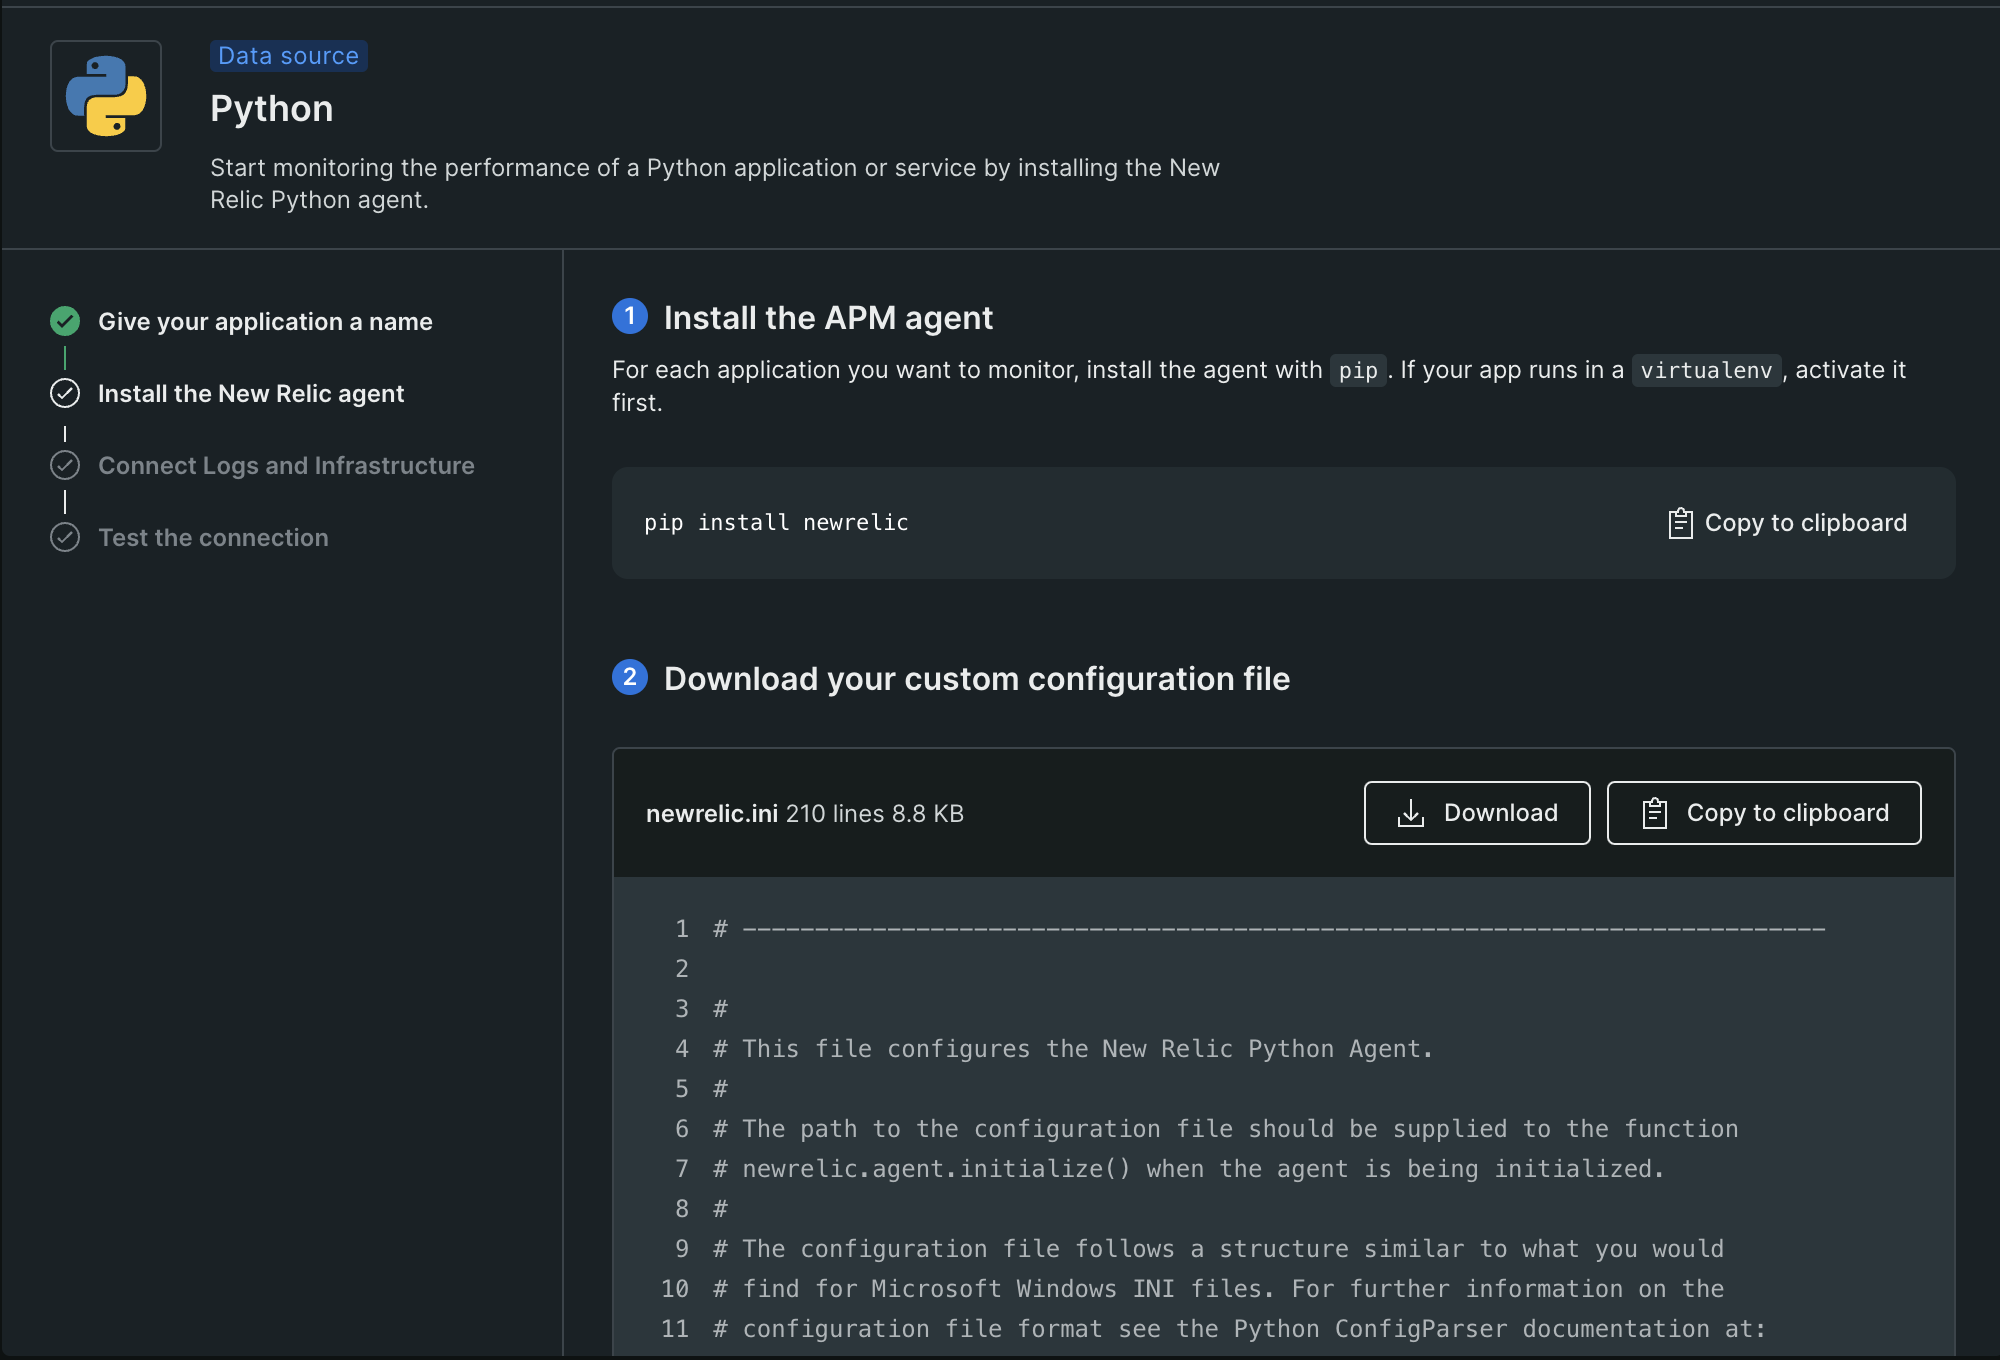 Data source
Python
Start monitoring the performance of a Python application or service by installing the New
Relic Python agent.
Give your application a name
Install the New Relic agent
Connect Logs and Infrastructure
Test the connection
1 Install the APM agent
For each application you want to monitor, install the agent with pip. If your app runs in a virtualenv, activate it
first.
pip install newrelic
Copy to clipboard
2 Download your custom configuration file
newrelic.ini 210 lines 8.8 KB
Download
Copy to clipboard
1 # ---------------------------------------------------------------------------
2
3 #
4 # This file configures the New Relic Python Agent.
5 #
6 # The path to the configuration file should be supplied to the function
7 # newrelic.agent.initialize() when the agent is being initialized.
8 #
9 # The configuration file follows a structure similar to what you would
10 # find for Microsoft Windows INI files. For further information on the
11 # configuration file format see the Python ConfigParser documentation at: